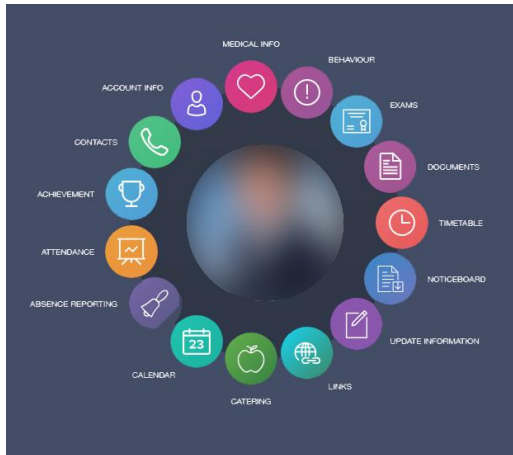 MEDICAL INFO
BEHAVIOUR
ACCOUNT INFO
EXAMS
CONTACTS
DOCUMENTS
ACHIEVEMENT
TIMETABLE
ATTENDANCE
NOTICEBOARD
ABSENCE REPORTING
UPDATE INFORMATION
23
CALENDAR
LINKS
CATERING